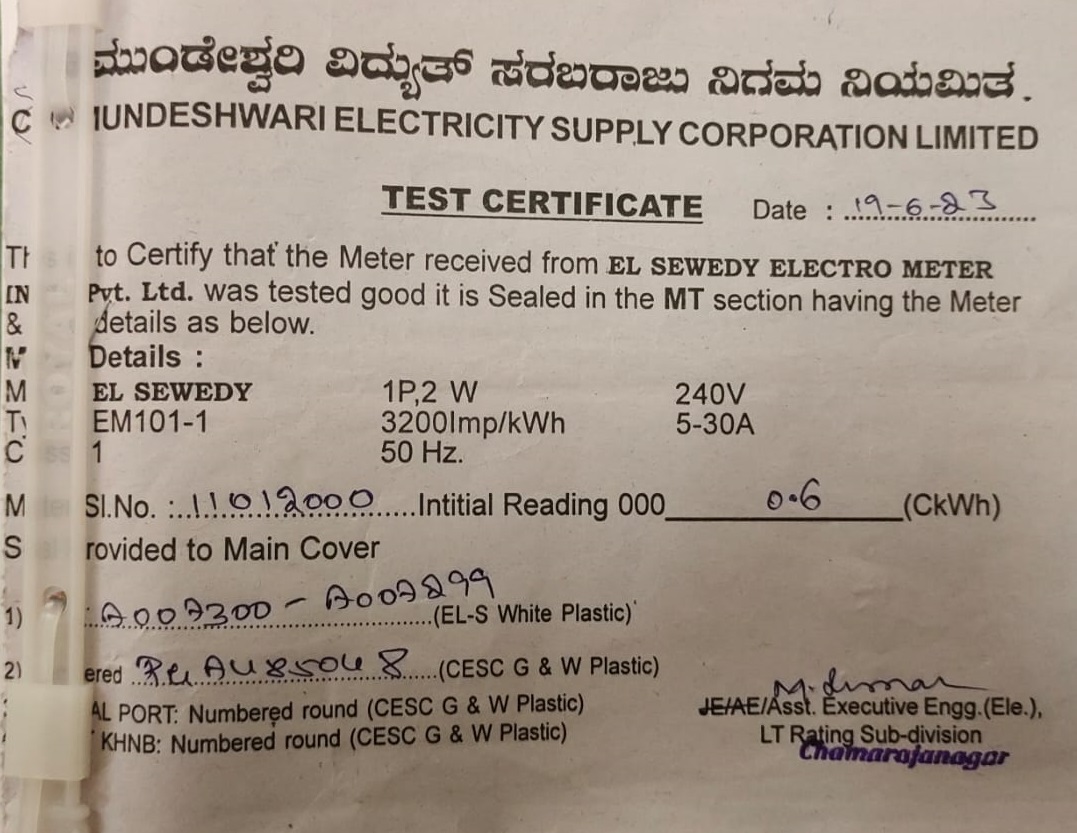 ಮುಂಡೇಶ್ವರಿ ವಿದ್ಯುತ್ ಸರಬರಾಜು ನಿಗಮ ನಿಯಮಿತ.
C UNDESHWARI ELECTRICITY SUPPLY CORPORATION LIMITED
TEST CERTIFICATE Date : 19-6-23
to Certify that the Meter received from EL SEWEDY ELECTRO METER
IN Pvt. Ltd. was tested good it is Sealed in the MT section having the Meter
& details as below.
Details :
M EL SEWEDY 1P,2 W 240V
EM101-1 3200Imp/kWh 5-30A
C ss 1 50 Hz.
M ter Sl.No. : 11012000 Intitial Reading 000 0.6 (CkWh)
S rovided to Main Cover
1) (EL-S White Plastic)
2) ered (CESC G & W Plastic)
AL PORT: Numbered round (CESC G & W Plastic)
KHNB: Numbered round (CESC G & W Plastic)
JE/AE/Asst. Executive Engg.(Ele.),
LT Rating Sub-division
Chamarajanagar